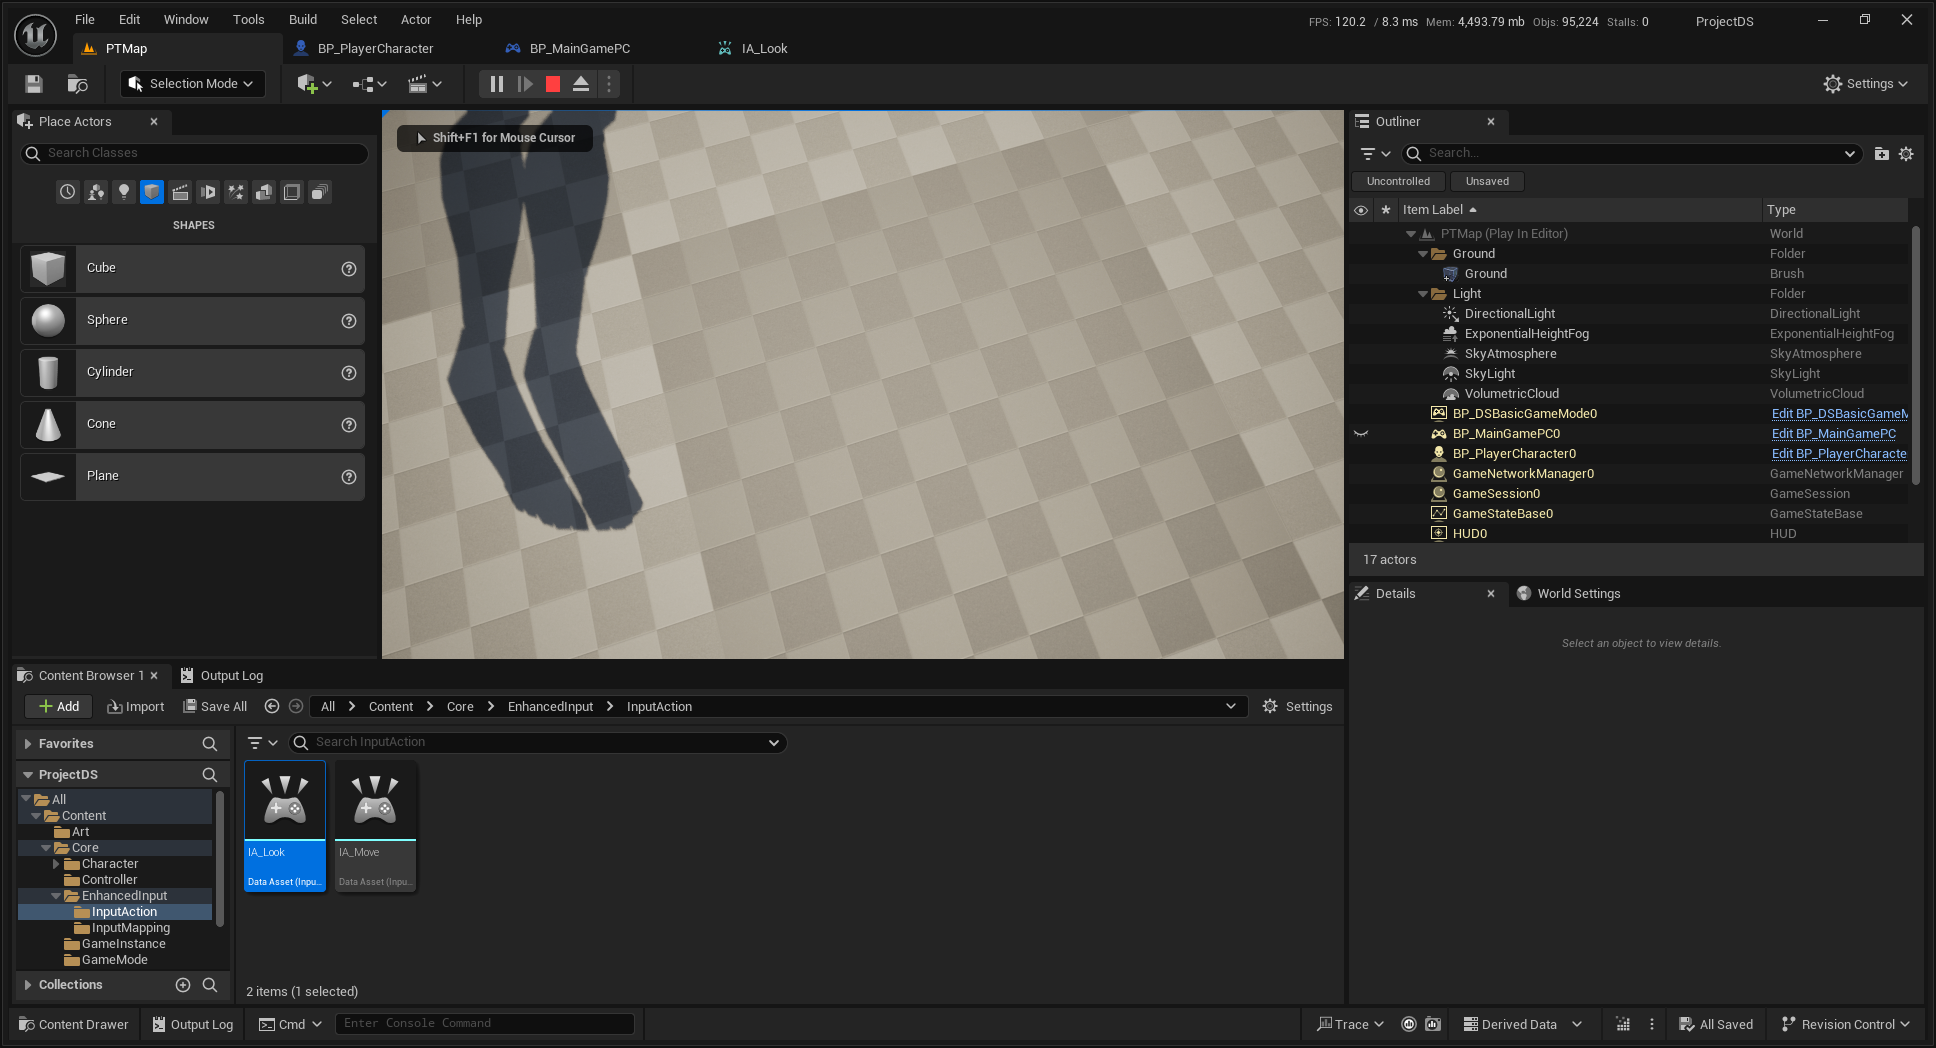 File Edit Window Tools Build Select Actor Help
FPS: 120.2 / 8.3 ms Mem: 4,493.79 mb Objs: 95,224 Stalls: 0 ProjectDS
PTMap BP_PlayerCharacter BP_MainGamePC IA_Look
Selection Mode Settings
Place Actors
Search Classes
SHAPES
Cube
Sphere
Cylinder
Cone
Plane
Shift+F1 for Mouse Cursor
Outliner
Search...
Uncontrolled Unsaved
Item Label Type
PTMap (Play In Editor) World
Ground Folder
Ground Brush
Light Folder
DirectionalLight DirectionalLight
ExponentialHeightFog ExponentialHeightFog
SkyAtmosphere SkyAtmosphere
SkyLight SkyLight
VolumetricCloud VolumetricCloud
BP_DSBasicGameMode0 Edit BP_DSBasicGameM
BP_MainGamePC0 Edit BP_MainGamePC
BP_PlayerCharacter0 Edit BP_PlayerCharacte
GameNetworkManager0 GameNetworkManager
GameSession0 GameSession
GameStateBase0 GameStateBase
HUD0 HUD
17 actors
Details World Settings
Select an object to view details.
Content Browser 1 Output Log
Add Import Save All All Content Core EnhancedInput InputAction Settings
Favorites
ProjectDS
All
Content
Art
Core
Character
Controller
EnhancedInput
InputAction
InputMapping
GameInstance
GameMode
Collections
Search InputAction
IA_Look IA_Move
Data Asset (Inpu... Data Asset (Inpu...
2 items (1 selected)
Content Drawer Output Log Cmd Enter Console Command Trace Derived Data All Saved Revision Control